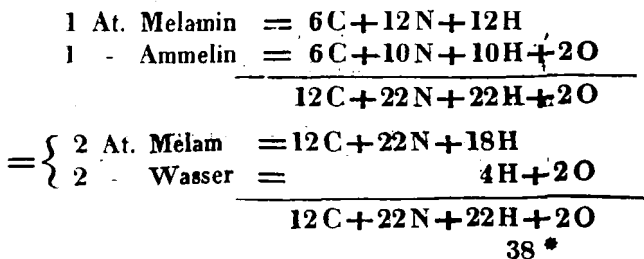 1 At. Melamin = 6C+12N+12H
1 - Ammelin = 6C+10N+10H+2O
12C+22N+22H+2O
={ 2 At. Melam =12C+22N+18H
2 - Wasser = 4H+2O
12C+22N+22H+2O
38 *